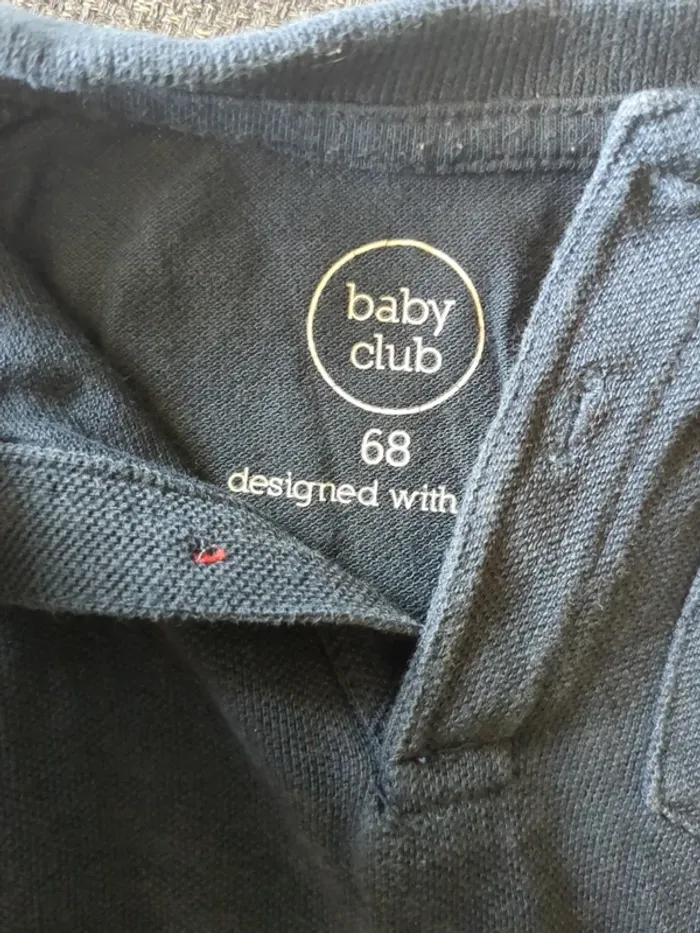 baby
club
68
designed with